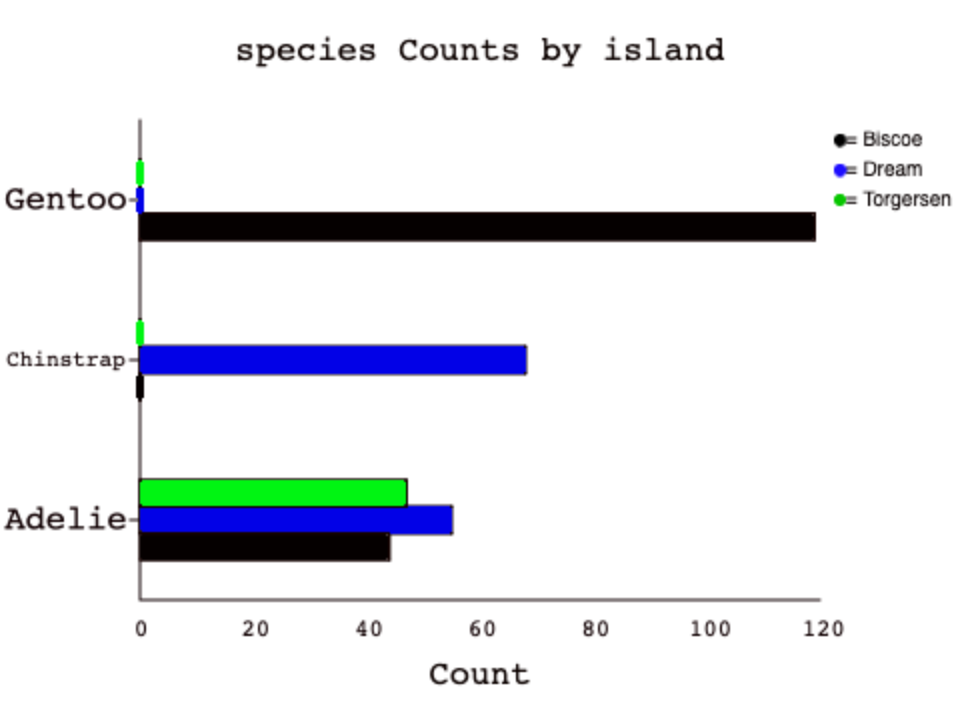 species Counts by island
= Biscoe
= Dream
= Torgersen
Gentoo
Chinstrap
Adelie
0 20 40 60 80 100 120
Count